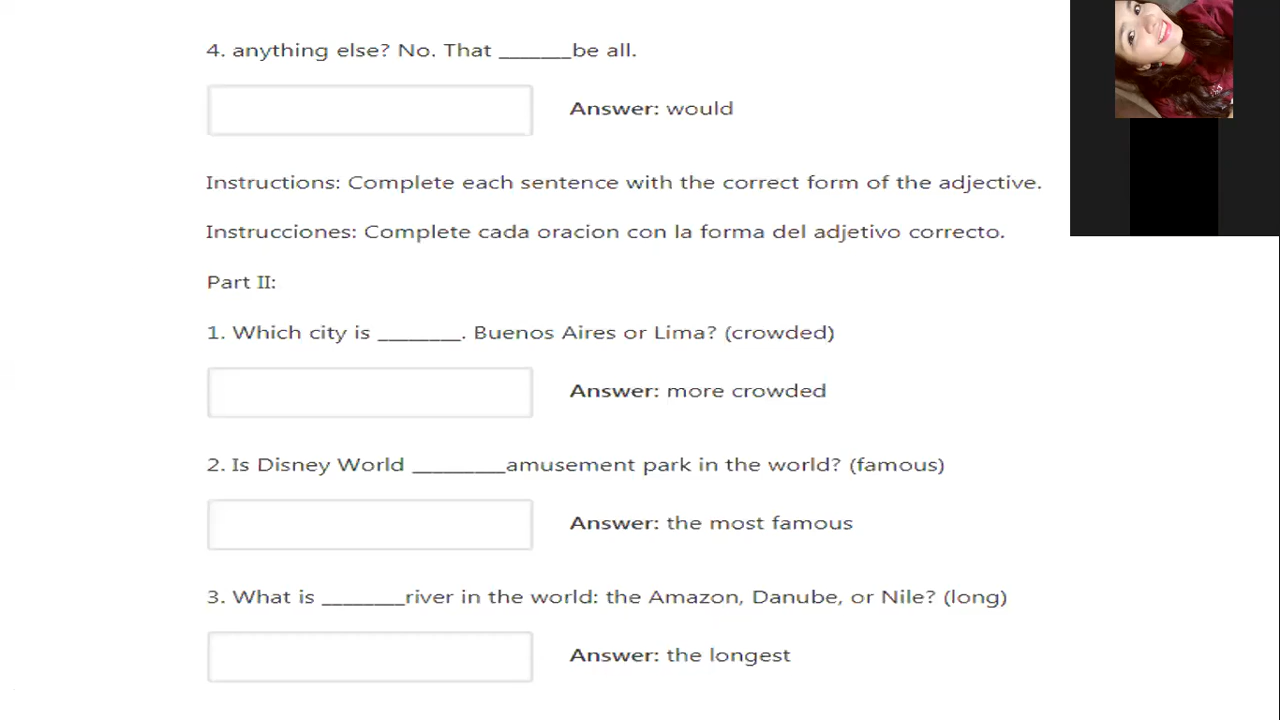 4. anything else? No. That _______be all.
Answer: would
Instructions: Complete each sentence with the correct form of the adjective.
Instrucciones: Complete cada oracion con la forma del adjetivo correcto.
Part II:
1. Which city is ________. Buenos Aires or Lima? (crowded)
Answer: more crowded
2. Is Disney World _________amusement park in the world? (famous)
Answer: the most famous
3. What is ________river in the world: the Amazon, Danube, or Nile? (long)
Answer: the longest